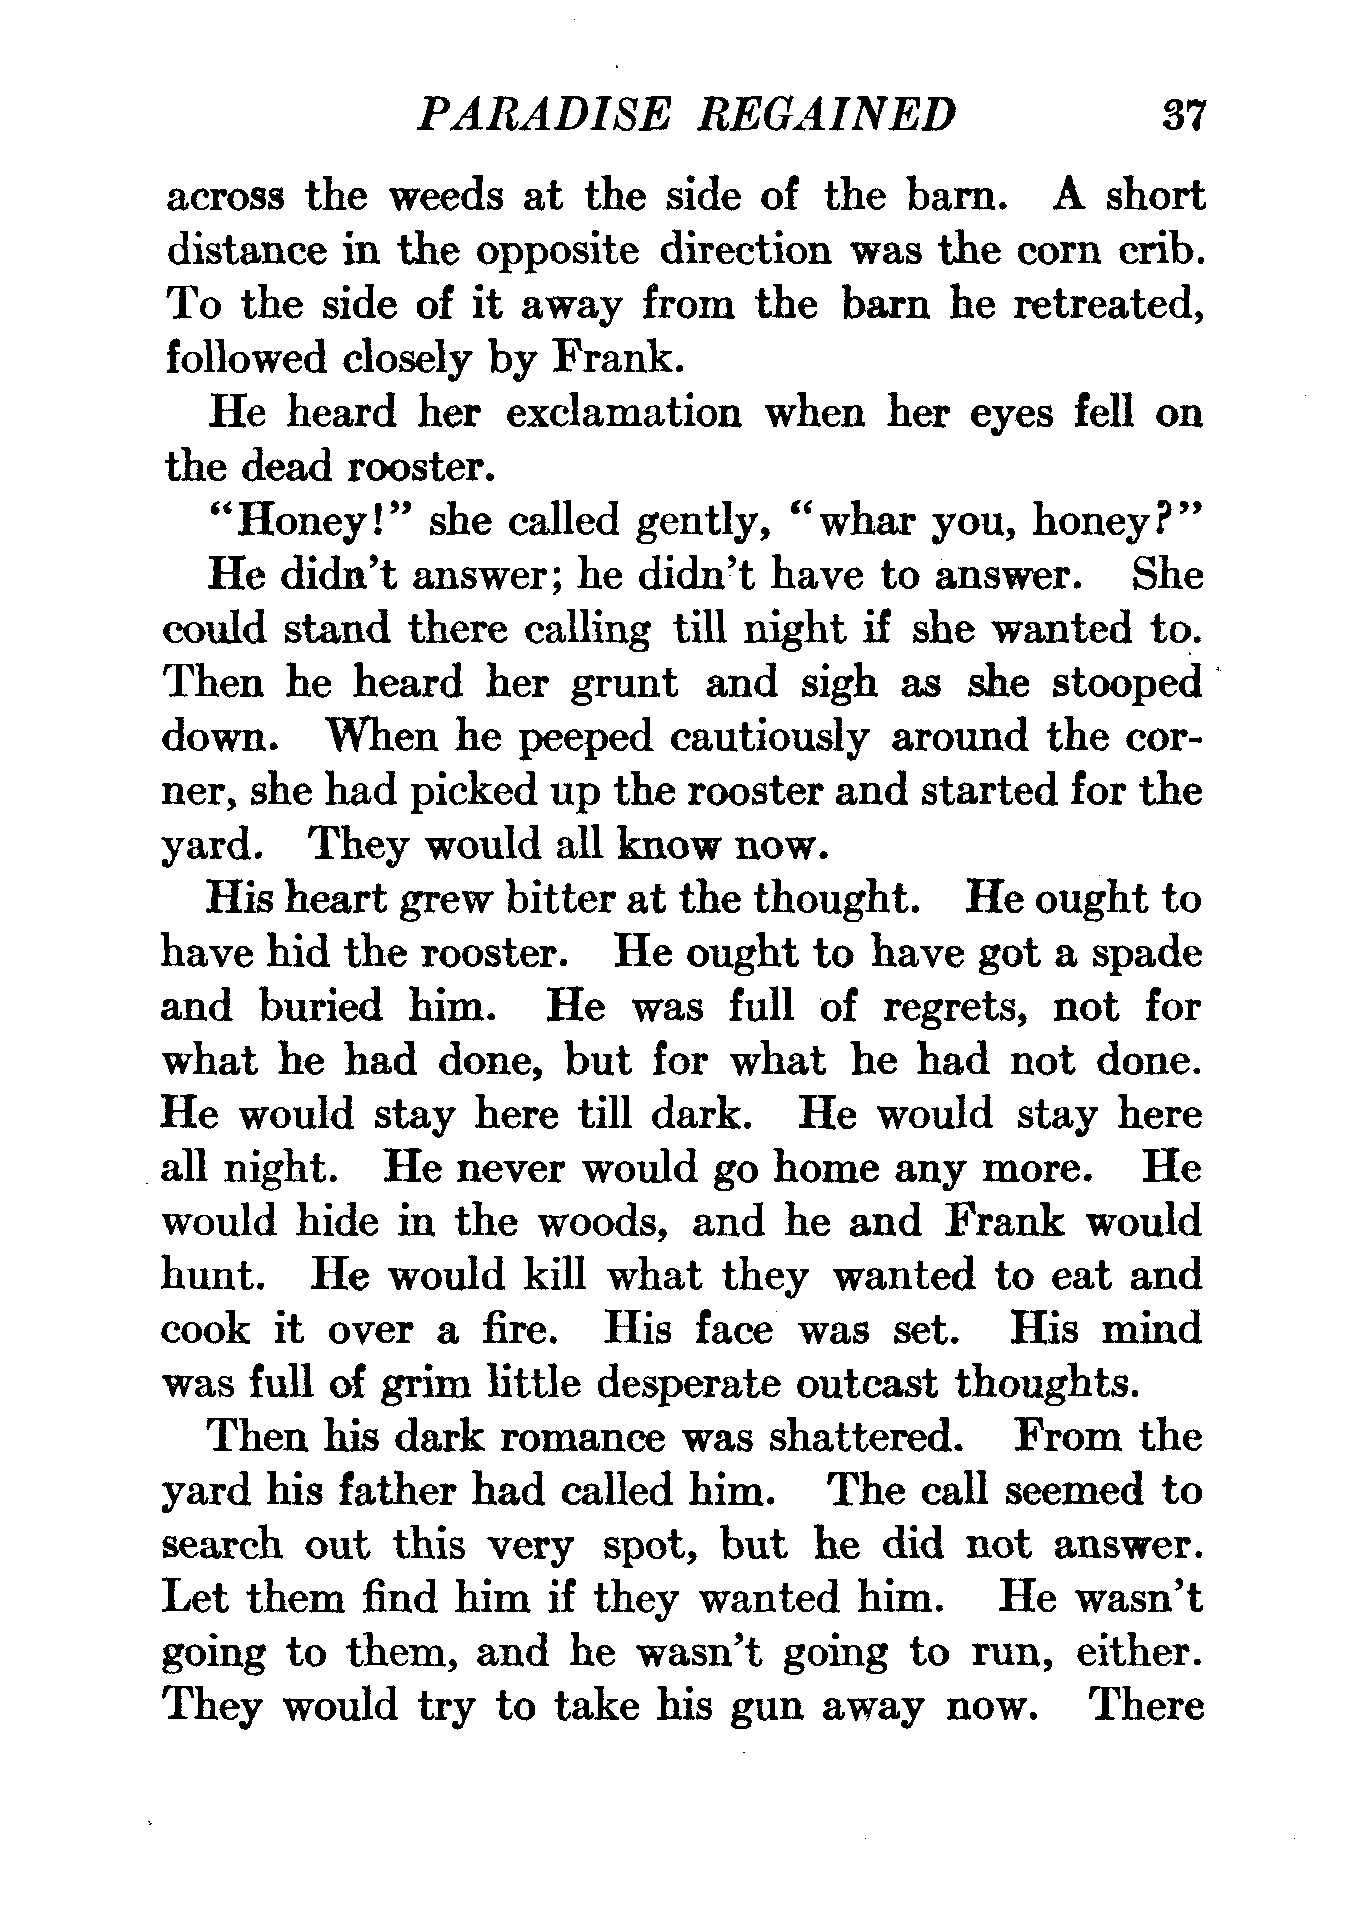 PARADISE REGAINED 37
across the weeds at the side of the barn. A short
distance in the opposite direction was the corn crib.
To the side of it away from the barn he retreated,
followed closely by Frank.
He heard her exclamation when her eyes fell on
the dead rooster.
"Honey!" she called gently, "whar you, honey?"
He didn't answer; he didn't have to answer. She
could stand there calling till night if she wanted to.
Then he heard her grunt and sigh as she stooped
down. When he peeped cautiously around the cor-
ner, she had picked up the rooster and started for the
yard. They would all know now.
His heart grew bitter at the thought. He ought to
have hid the rooster. He ought to have got a spade
and buried him. He was full of regrets, not for
what he had done, but for what he had not done.
He would stay here till dark. He would stay here
all night. He never would go home any more. He
would hide in the woods, and he and Frank would
hunt. He would kill what they wanted to eat and
cook it over a fire. His face was set. His mind
was full of grim little desperate outcast thoughts.
Then his dark romance was shattered. From the
yard his father had called him. The call seemed to
search out this very spot, but he did not answer.
Let them find him if they wanted him. He wasn't
going to them, and he wasn't going to run, either.
They would try to take his gun away now. There